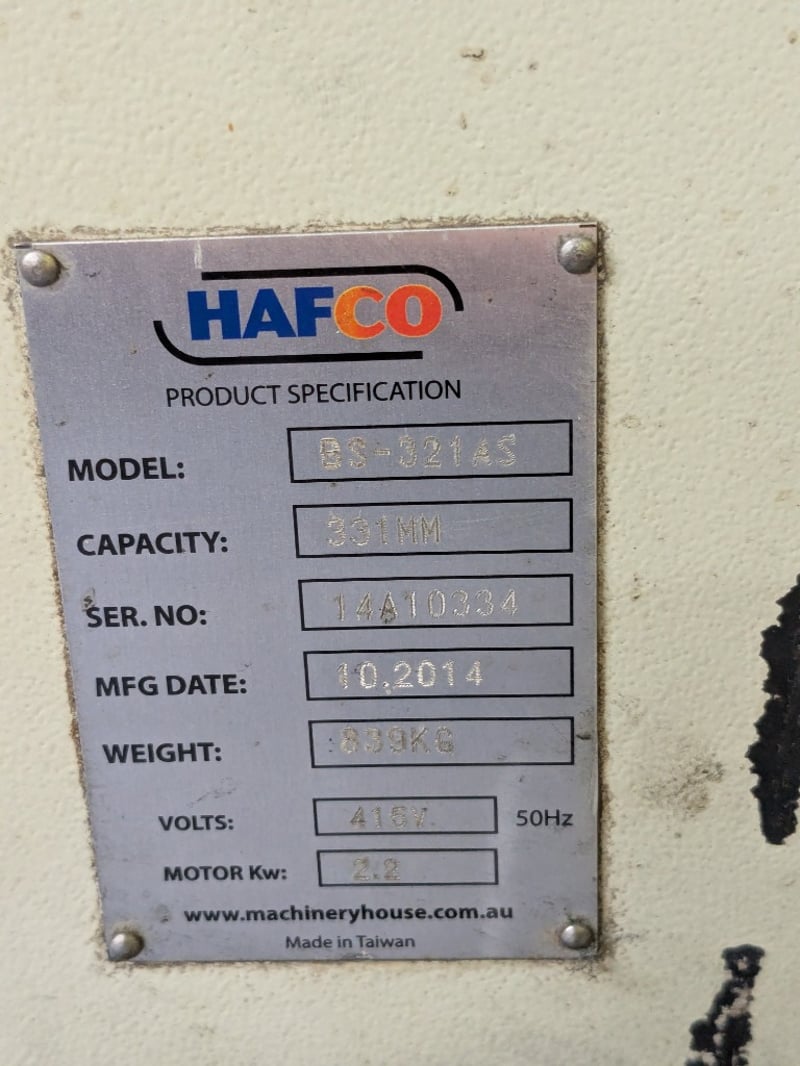 HAFCO
PRODUCT SPECIFICATION
MODEL: BS-321AS
CAPACITY: 331MM
SER. NO: 14A10334
MFG DATE: 10.2014
WEIGHT: 839KG
VOLTS: 415V. 50Hz
MOTOR Kw: 2.2
www.machineryhouse.com.au
Made in Taiwan